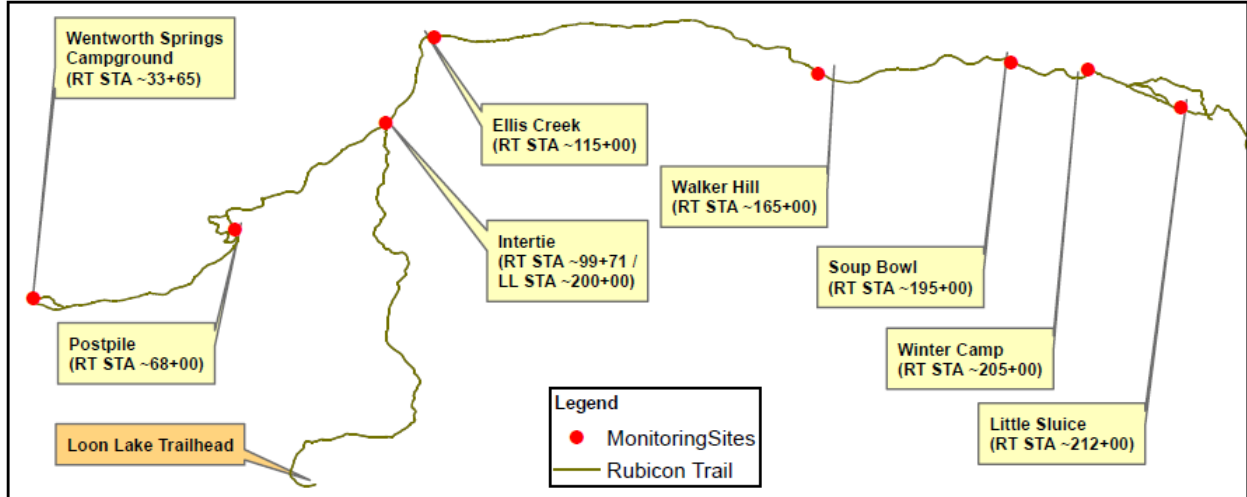 Wentworth Springs
Campground
(RT STA ~33+65)
Ellis Creek
(RT STA ~115+00)
Walker Hill
(RT STA ~165+00)
Intertie
(RT STA ~99+71 /
LL STA ~200+00)
Soup Bowl
(RT STA ~195+00)
Postpile
(RT STA ~68+00)
Winter Camp
(RT STA ~205+00)
Little Sluice
(RT STA ~212+00)
Loon Lake Trailhead
Legend
MonitoringSites
Rubicon Trail